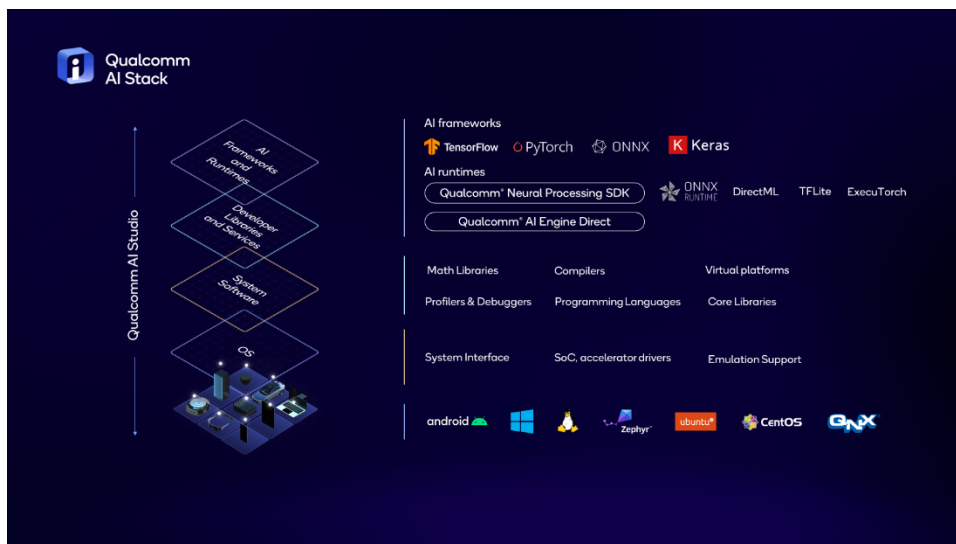 Qualcomm
AI Stack
Qualcomm AI Studio
AI
Frameworks
and
Runtimes
Developer
Libraries
and Services
System
Software
OS
AI frameworks
TensorFlow
PyTorch
ONNX
K Keras
AI runtimes
Qualcomm® Neural Processing SDK
ONNX
RUNTIME
DirectML
TFLite
ExecuTorch
Qualcomm® AI Engine Direct
Math Libraries
Compilers
Virtual platforms
Profilers & Debuggers
Programming Languages
Core Libraries
System Interface
SoC, accelerator drivers
Emulation Support
android
Zephyr™
ubuntu®
CentOS
QNX